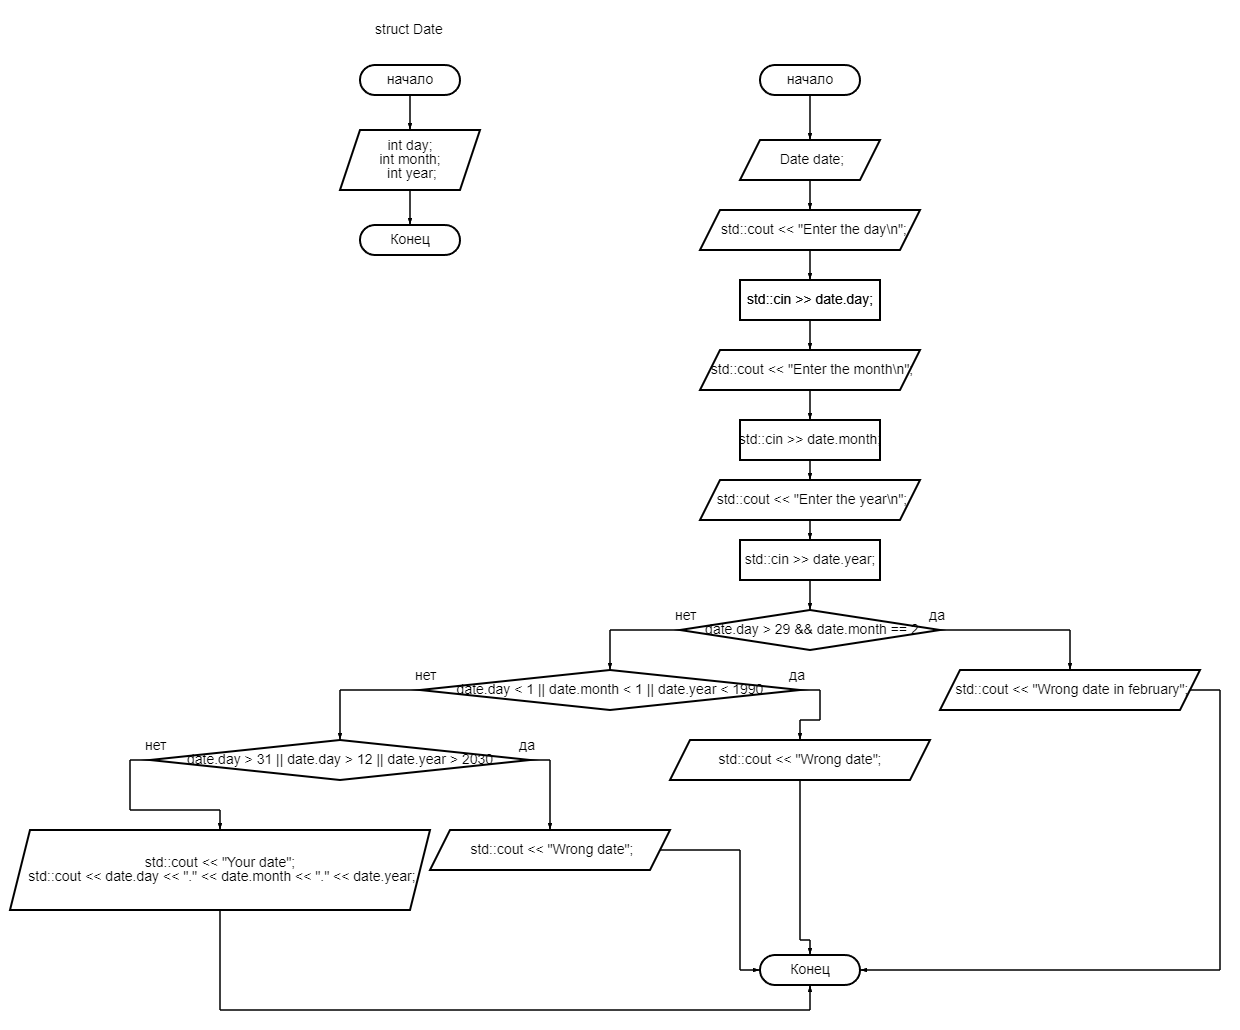 struct Date
начало
int day;
int month;
int year;
Конец
начало
Date date;
std::cout << "Enter the day\n";
std::cin >> date.day;
std::cout << "Enter the month\n";
std::cin >> date.month;
std::cout << "Enter the year\n";
std::cin >> date.year;
нет
да
date.day > 29 && date.month == 2
нет
да
date.day < 1 || date.month < 1 || date.year < 1990
std::cout << "Wrong date in february";
нет
да
date.day > 31 || date.day > 12 || date.year > 2030
std::cout << "Wrong date";
std::cout << "Your date";
std::cout << date.day << "." << date.month << "." << date.year;
std::cout << "Wrong date";
Конец